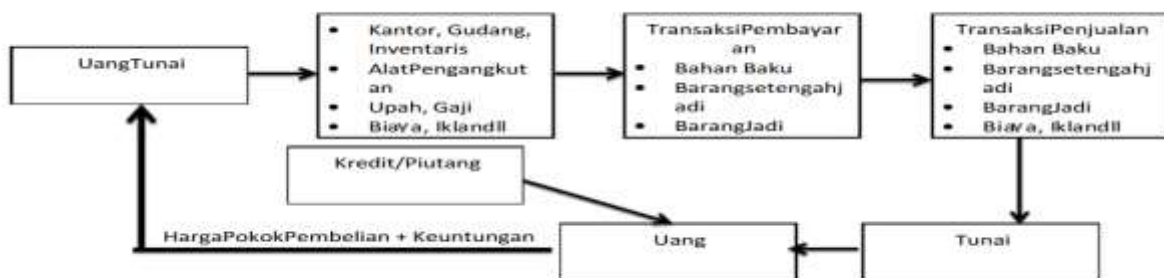 UangTunai
• Kantor, Gudang,
Inventaris
• AlatPengangkut
an
• Upah, Gaji
• Biaya, Iklandll
TransaksiPembayar
an
• Bahan Baku
• Barangsetengahj
adi
• BarangJadi
TransaksiPenjualan
• Bahan Baku
• Barangsetengahj
adi
• BarangJadi
• Biaya, Iklandll
Kredit/Piutang
HargaPokokPembelian + Keuntungan
Uang
Tunai